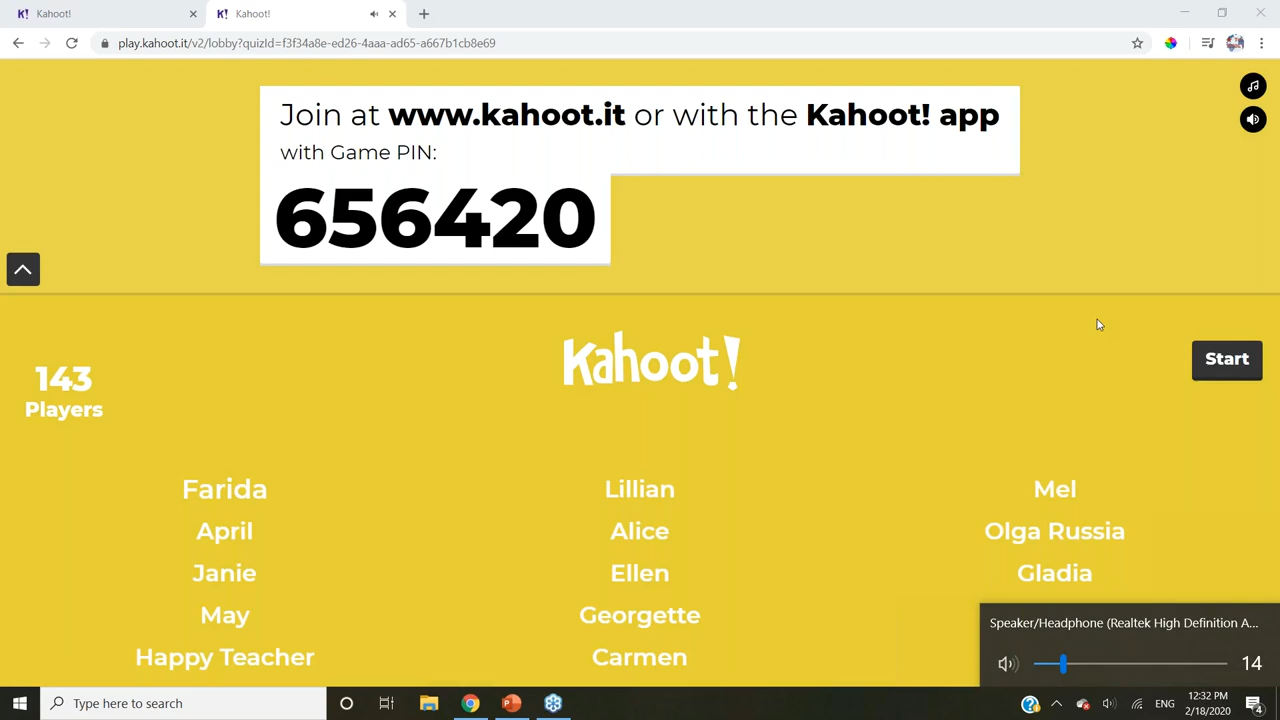 Kahoot!
Kahoot!
play.kahoot.it/v2/lobby?quizId=f3f34a8e-ed26-4aaa-ad65-a667b1cb8e69
Join at www.kahoot.it or with the Kahoot! app
with Game PIN:
656420
Kahoot!
Start
143
Players
Farida Lillian Mel
April Alice Olga Russia
Janie Ellen Gladia
May Georgette
Happy Teacher Carmen
Speaker/Headphone (Realtek High Definition A...
14
Type here to search
ENG
12:32 PM
2/18/2020
4